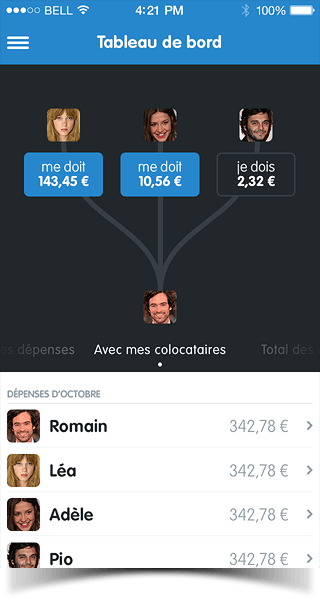 BELL 4:21 PM 100%
Tableau de bord
me doit
143,45 €
me doit
10,56 €
je dois
2,32 €
dépenses Avec mes colocataires Total des
DÉPENSES D'OCTOBRE
Romain 342,78 €
Léa 342,78 €
Adèle 342,78 €
Pio 342,78 €